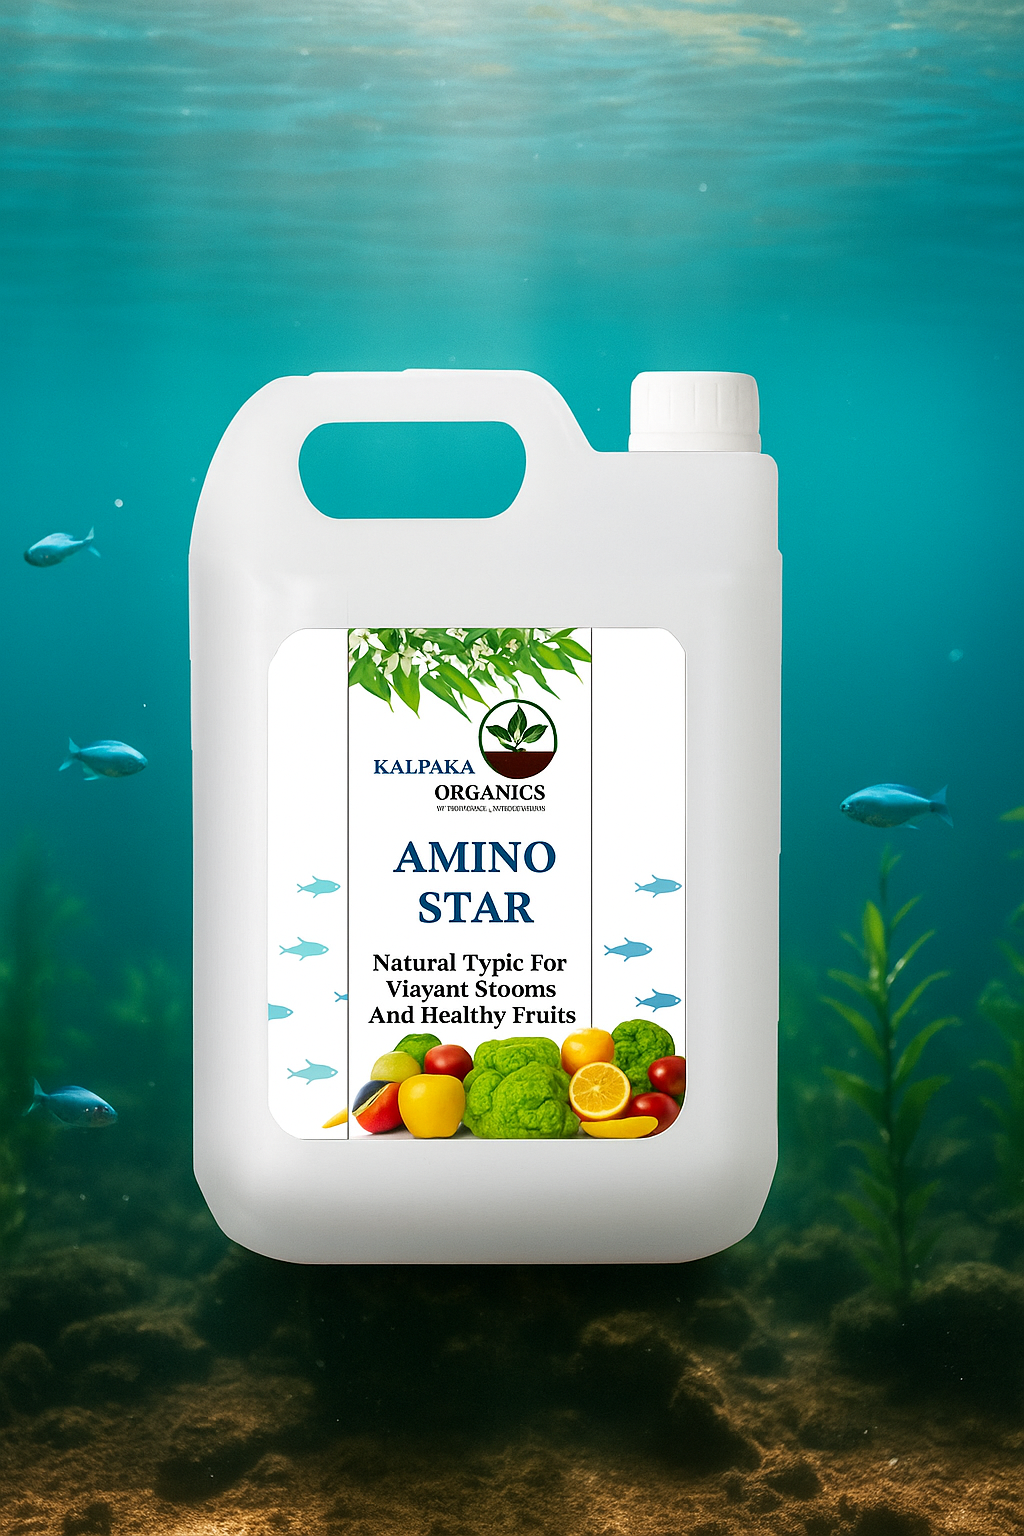 KALPAKA
ORGANICS
AMINO
STAR
Natural Typic For
Viayant Stooms
And Healthy Fruits